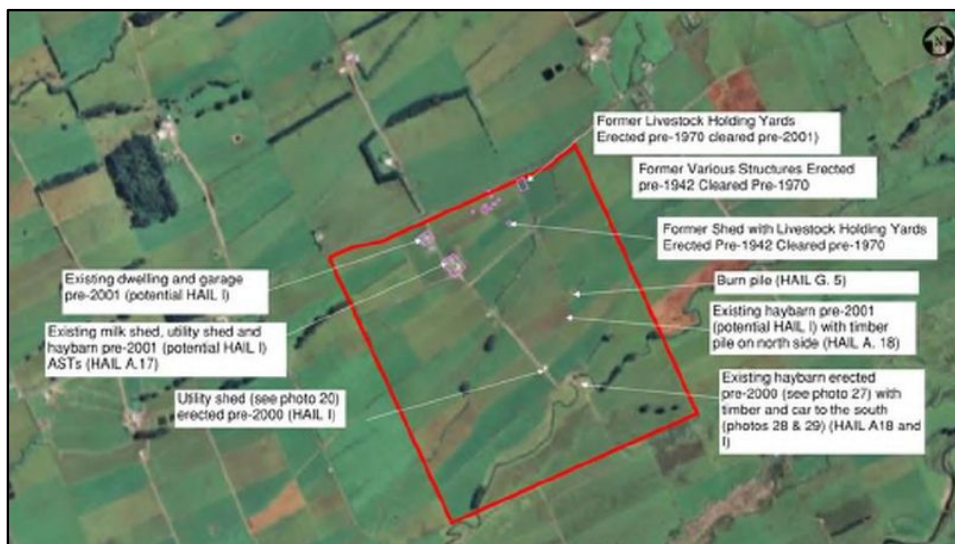 N
Former Livestock Holding Yards
Erected pre-1970 cleared pre-2001)
Former Various Structures Erected
pre-1942 Cleared Pre-1970
Former Shed with Livestock Holding Yards
Erected Pre-1942 Cleared pre-1970
Existing dwelling and garage
pre-2001 (potential HAIL I)
Burn pile (HAIL G. 5)
Existing haybarn pre-2001
(potential HAIL I) with timber
pile on north side (HAIL A. 18)
Existing milk shed, utility shed and
haybarn pre-2001 (potential HAIL I)
ASTs (HAIL A.17)
Utility shed (see photo 20)
erected pre-2000 (HAIL I)
Existing haybarn erected
pre-2000 (see photo 27) with
timber and car to the south
(photos 28 & 29) (HAIL A18 and
I)